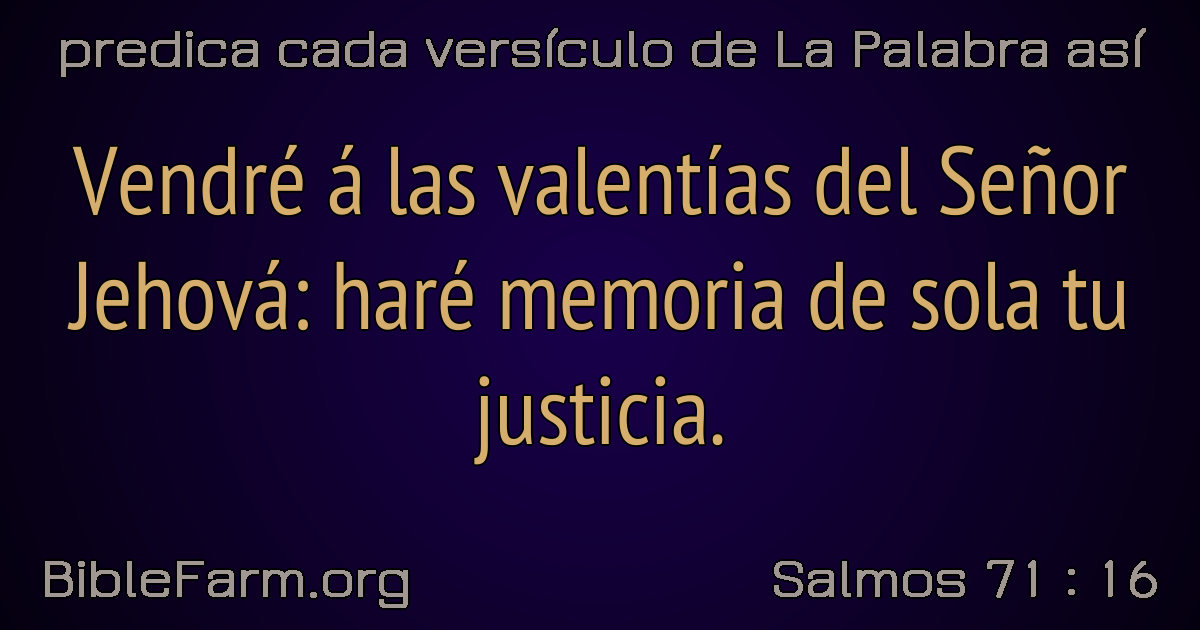 predica cada versículo de La Palabra así
Vendré á las valentías del Señor
Jehová: haré memoria de sola tu
justicia.
BibleFarm.org
Salmos 71 : 16